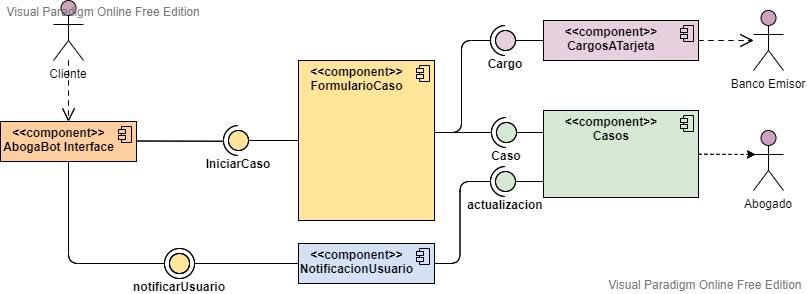 Visual Paradigm Online Free Edition
Cliente
<<component>>
AbogaBot Interface
IniciarCaso
<<component>>
FormularioCaso
Cargo
<<component>>
CargosATarjeta
Banco Emisor
Caso
<<component>>
Casos
actualizacion
Abogado
notificarUsuario
<<component>>
NotificacionUsuario
Visual Paradigm Online Free Edition